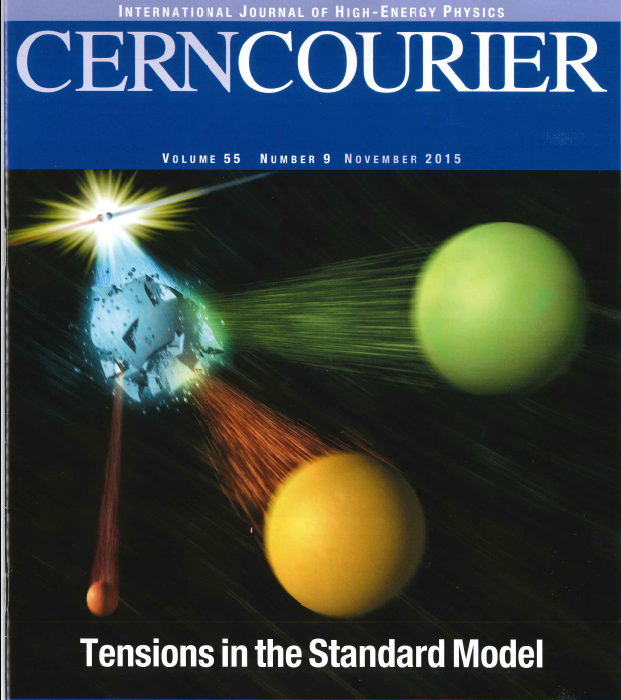 INTERNATIONAL JOURNAL OF HIGH-ENERGY PHYSICS
CERNCOURIER
VOLUME 55 NUMBER 9 NOVEMBER 2015
Tensions in the Standard Model